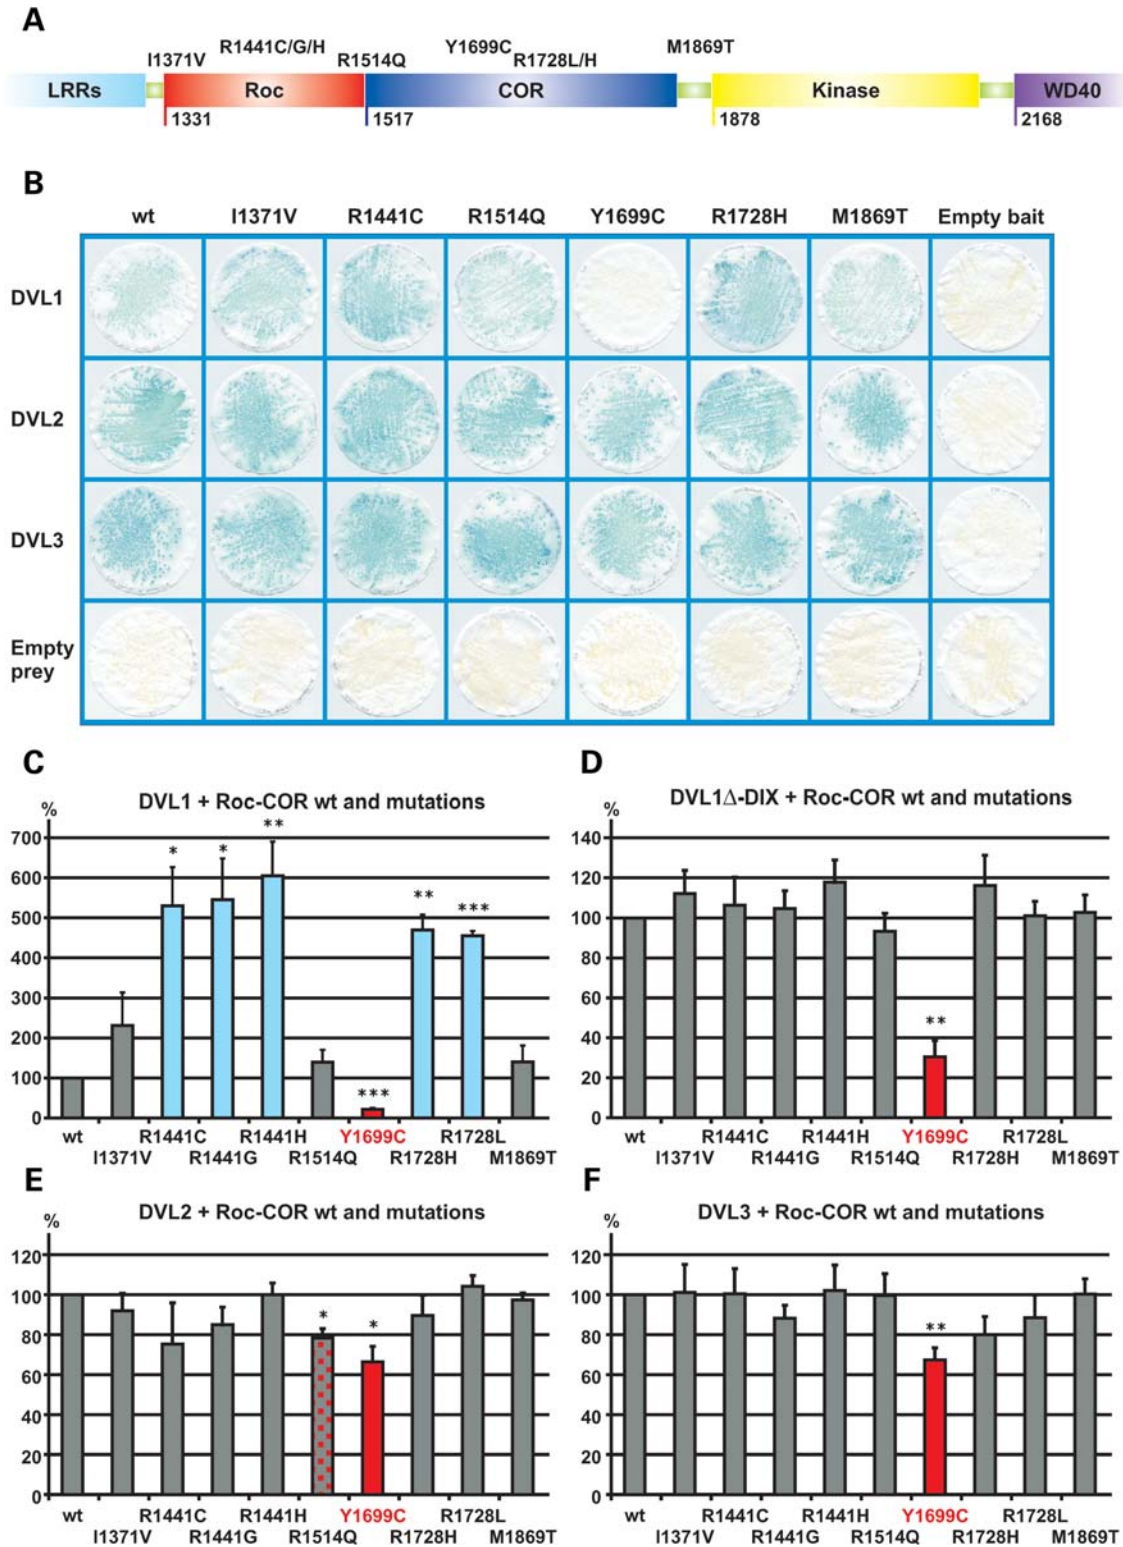 A
I1371V R1441C/G/H R1514Q Y1699C R1728L/H M1869T
LRRs Roc COR Kinase WD40
1331 1517 1878 2168
B
wt I1371V R1441C R1514Q Y1699C R1728H M1869T Empty bait
DVL1
DVL2
DVL3
Empty
prey
C
DVL1 + Roc-COR wt and mutations
%
700
600
500
400
300
200
100
0
* * ** *** ** ***
wt R1441C R1441H Y1699C R1728L
I1371V R1441G R1514Q R1728H M1869T
D
DVL1Δ-DIX + Roc-COR wt and mutations
%
140
120
100
80
60
40
20
0
**
wt R1441C R1441H Y1699C R1728L
I1371V R1441G R1514Q R1728H M1869T
E
DVL2 + Roc-COR wt and mutations
%
120
100
80
60
40
20
0
* *
wt R1441C R1441H Y1699C R1728L
I1371V R1441G R1514Q R1728H M1869T
F
DVL3 + Roc-COR wt and mutations
%
120
100
80
60
40
20
0
**
wt R1441C R1441H Y1699C R1728L
I1371V R1441G R1514Q R1728H M1869T